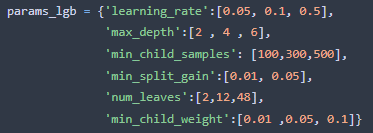 params_lgb = {'learning_rate':[0.05, 0.1, 0.5],
'max_depth':[2 , 4 , 6],
'min_child_samples': [100,300,500],
'min_split_gain':[0.01, 0.05],
'num_leaves':[2,12,48],
'min_child_weight':[0.01 ,0.05, 0.1]}